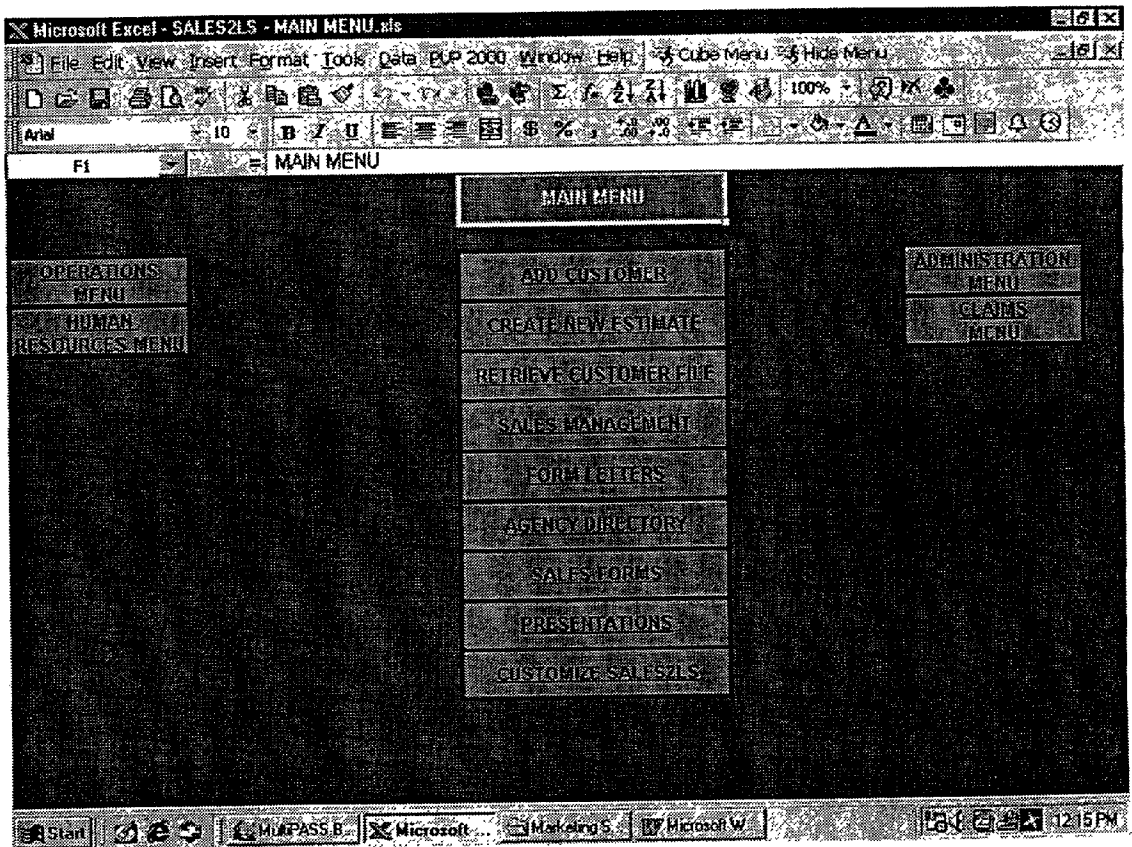 Microsoft Excel - SALES2LS - MAIN MENU.xls
File Edit View Insert Format Tools Data PUP 2000 Window Help Cube Menu Hide Menu
100%
Arial 10 B I U $ % ,
F1 = MAIN MENU
MAIN MENU
OPERATIONS
MENU
HUMAN
RESOURCES MENU
ADD CUSTOMER
CREATE NEW ESTIMATE
RETRIEVE CUSTOMER FILE
SALES MANAGEMENT
FORM LETTERS
AGENCY DIRECTORY
SALES FORMS
PRESENTATIONS
CUSTOMIZE SALES2LS
ADMINISTRATION
MENU
CLAIMS
MENU
Start MultiPASS B... Microsoft ... Marketing S... Microsoft W... 12:15 PM